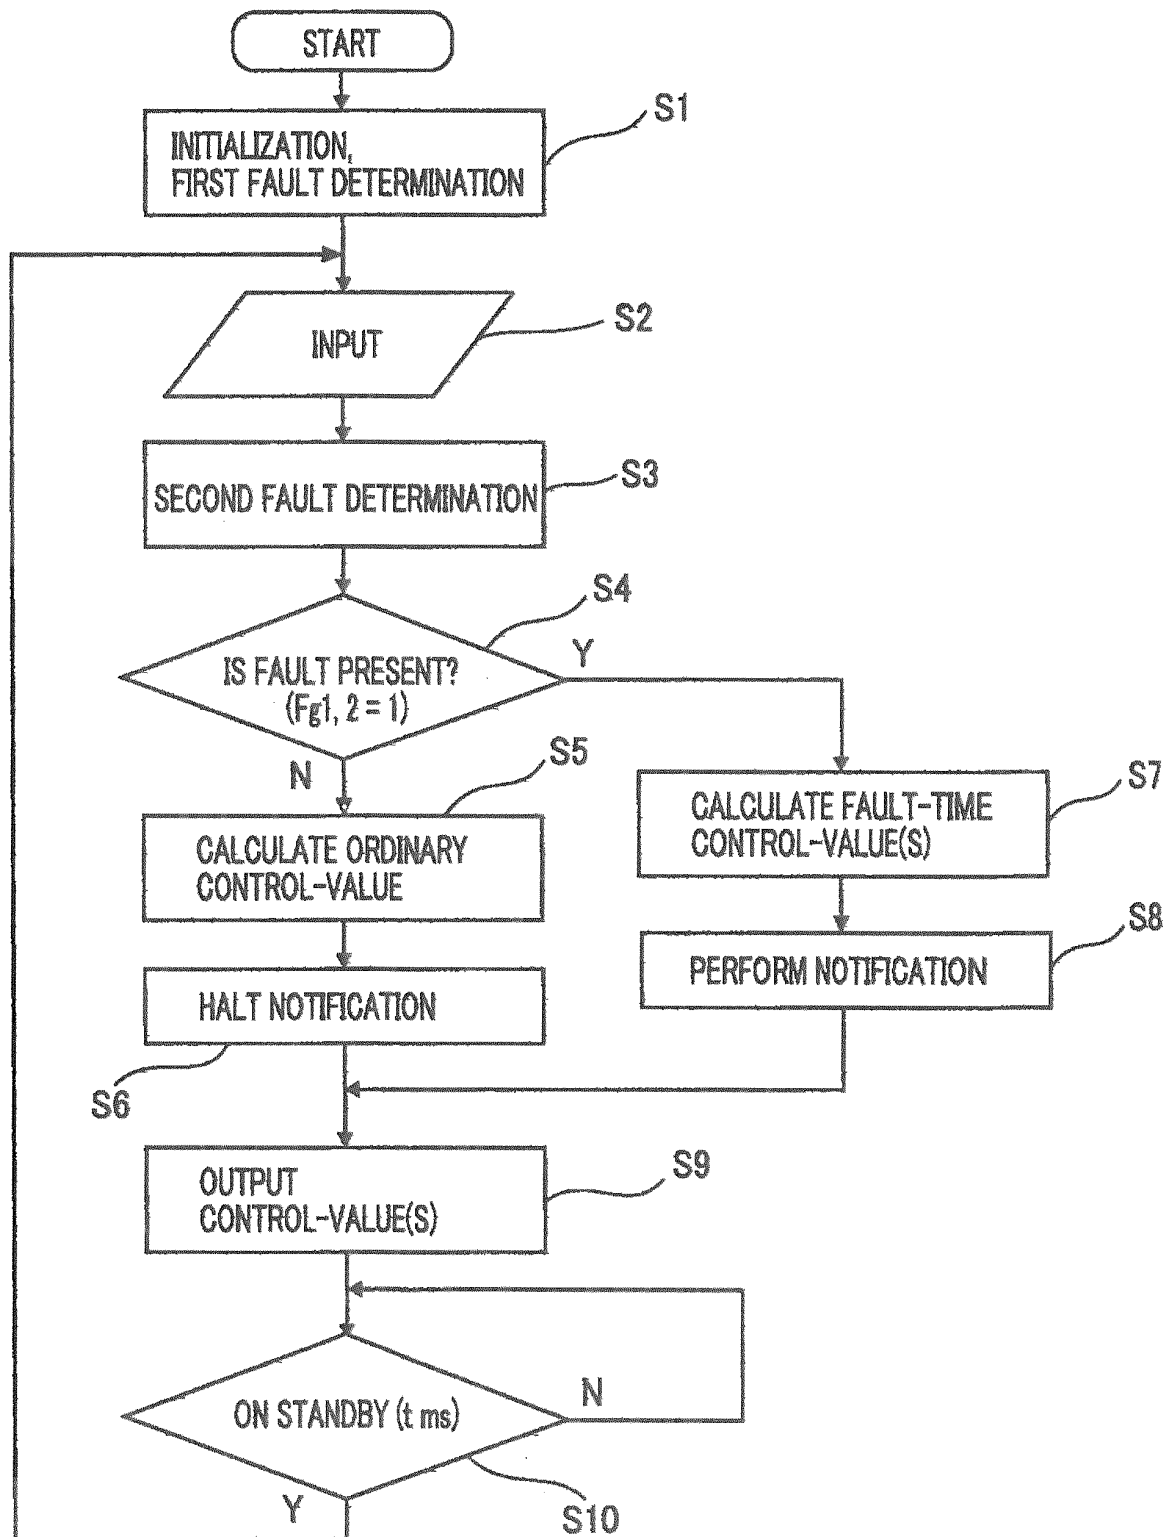 START
S1
INITIALIZATION,
FIRST FAULT DETERMINATION
S2
INPUT
S3
SECOND FAULT DETERMINATION
S4
IS FAULT PRESENT?
(Fg1, 2 = 1)
Y
N
S5
CALCULATE ORDINARY
CONTROL-VALUE
S7
CALCULATE FAULT-TIME
CONTROL-VALUE(S)
HALT NOTIFICATION
S6
S8
PERFORM NOTIFICATION
S9
OUTPUT
CONTROL-VALUE(S)
ON STANDBY (t ms)
N
Y
S10